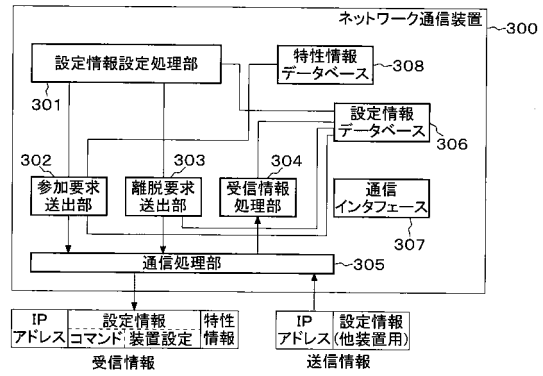 ネットワーク通信装置
300
設定情報設定処理部
301
特性情報
データベース
308
設定情報
データベース
306
302
参加要求
送出部
303
離脱要求
送出部
304
受信情報
処理部
通信
インタフェース
307
通信処理部
305
IP
アドレス
設定情報
コマンド
装置設定
特性
情報
受信情報
IP
アドレス
設定情報
(他装置用)
送信情報